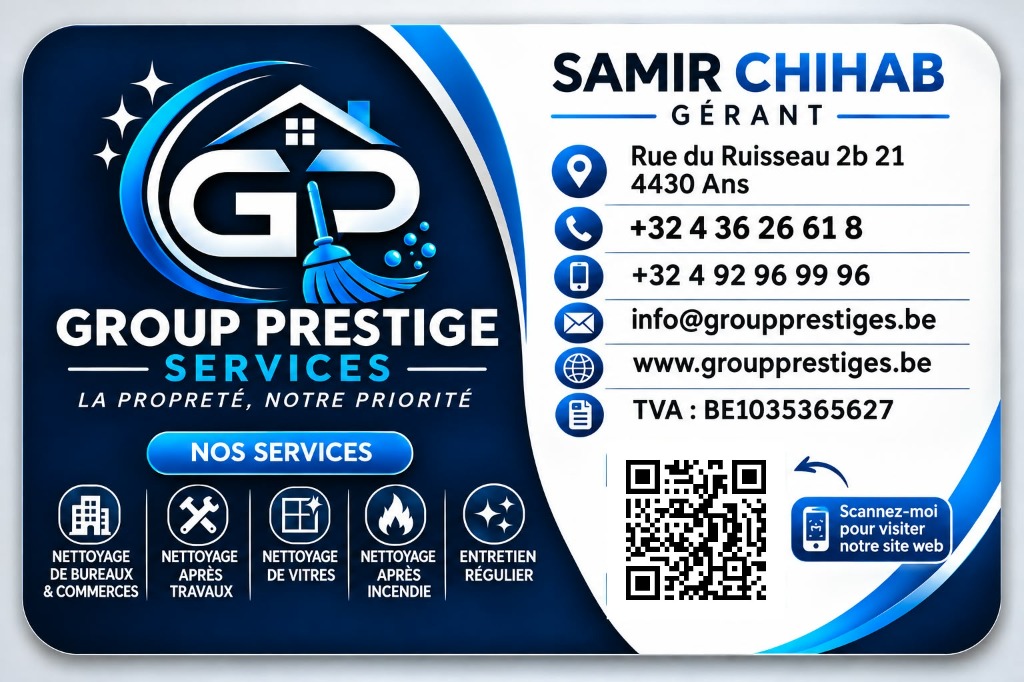 GP
GROUP PRESTIGE
SERVICES
LA PROPRETÉ, NOTRE PRIORITÉ
NOS SERVICES
NETTOYAGE
DE BUREAUX
& COMMERCES
NETTOYAGE
APRÈS
TRAVAUX
NETTOYAGE
DE VITRES
NETTOYAGE
APRÈS
INCENDIE
ENTRETIEN
RÉGULIER
SAMIR CHIHAB
GÉRANT
Rue du Ruisseau 2b 21
4430 Ans
+32 4 36 26 61 8
+32 4 92 96 99 96
info@groupprestiges.be
www.groupprestiges.be
TVA : BE1035365627
Scannez-moi
pour visiter
notre site web